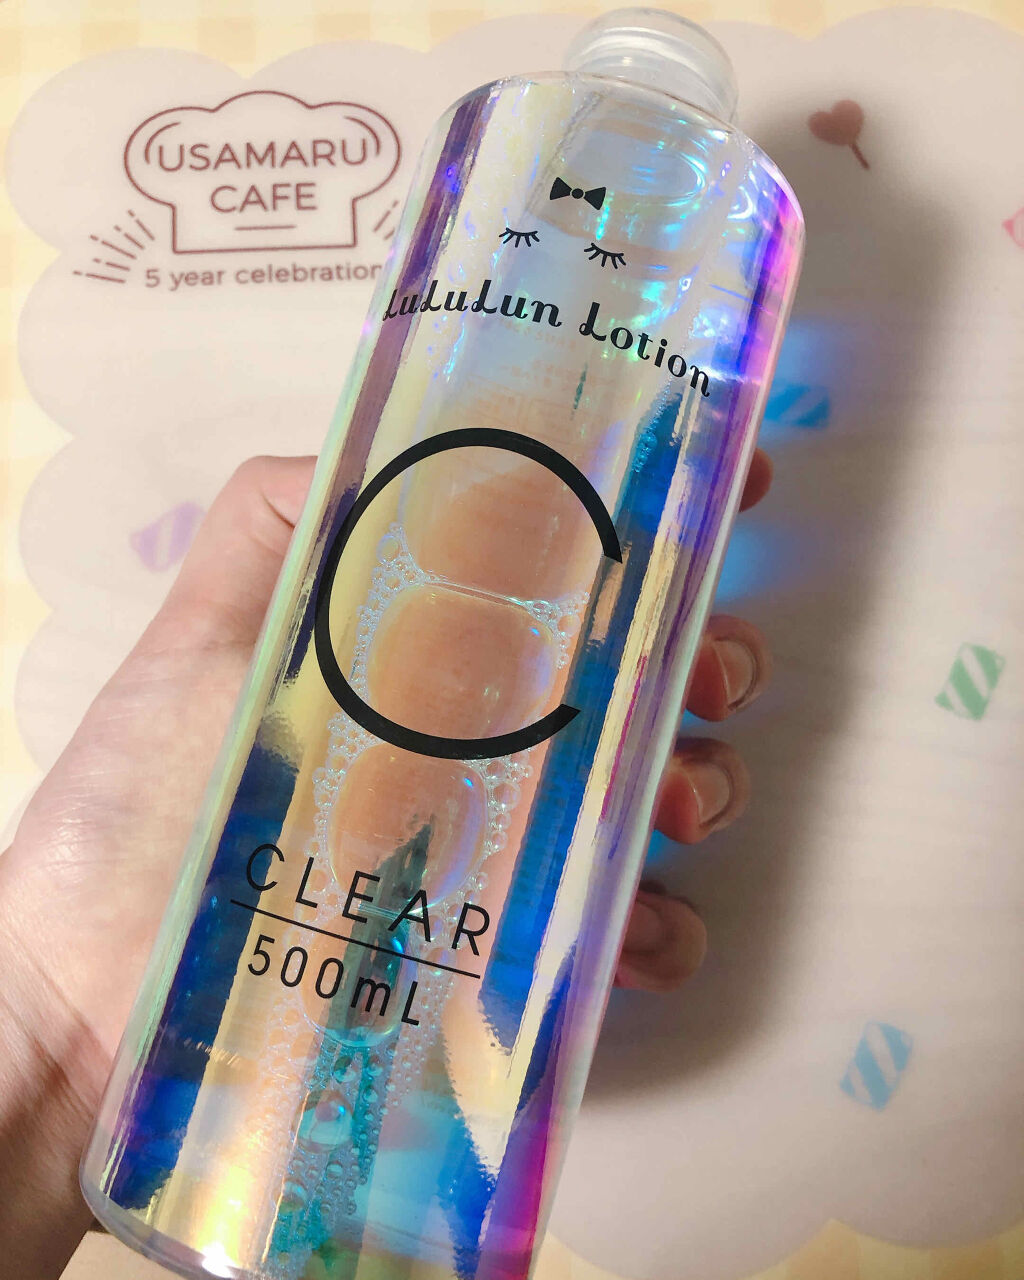 USAMARU
CAFE
5 year celebration
LuLuLun Lotion
C
CLEAR
500mL